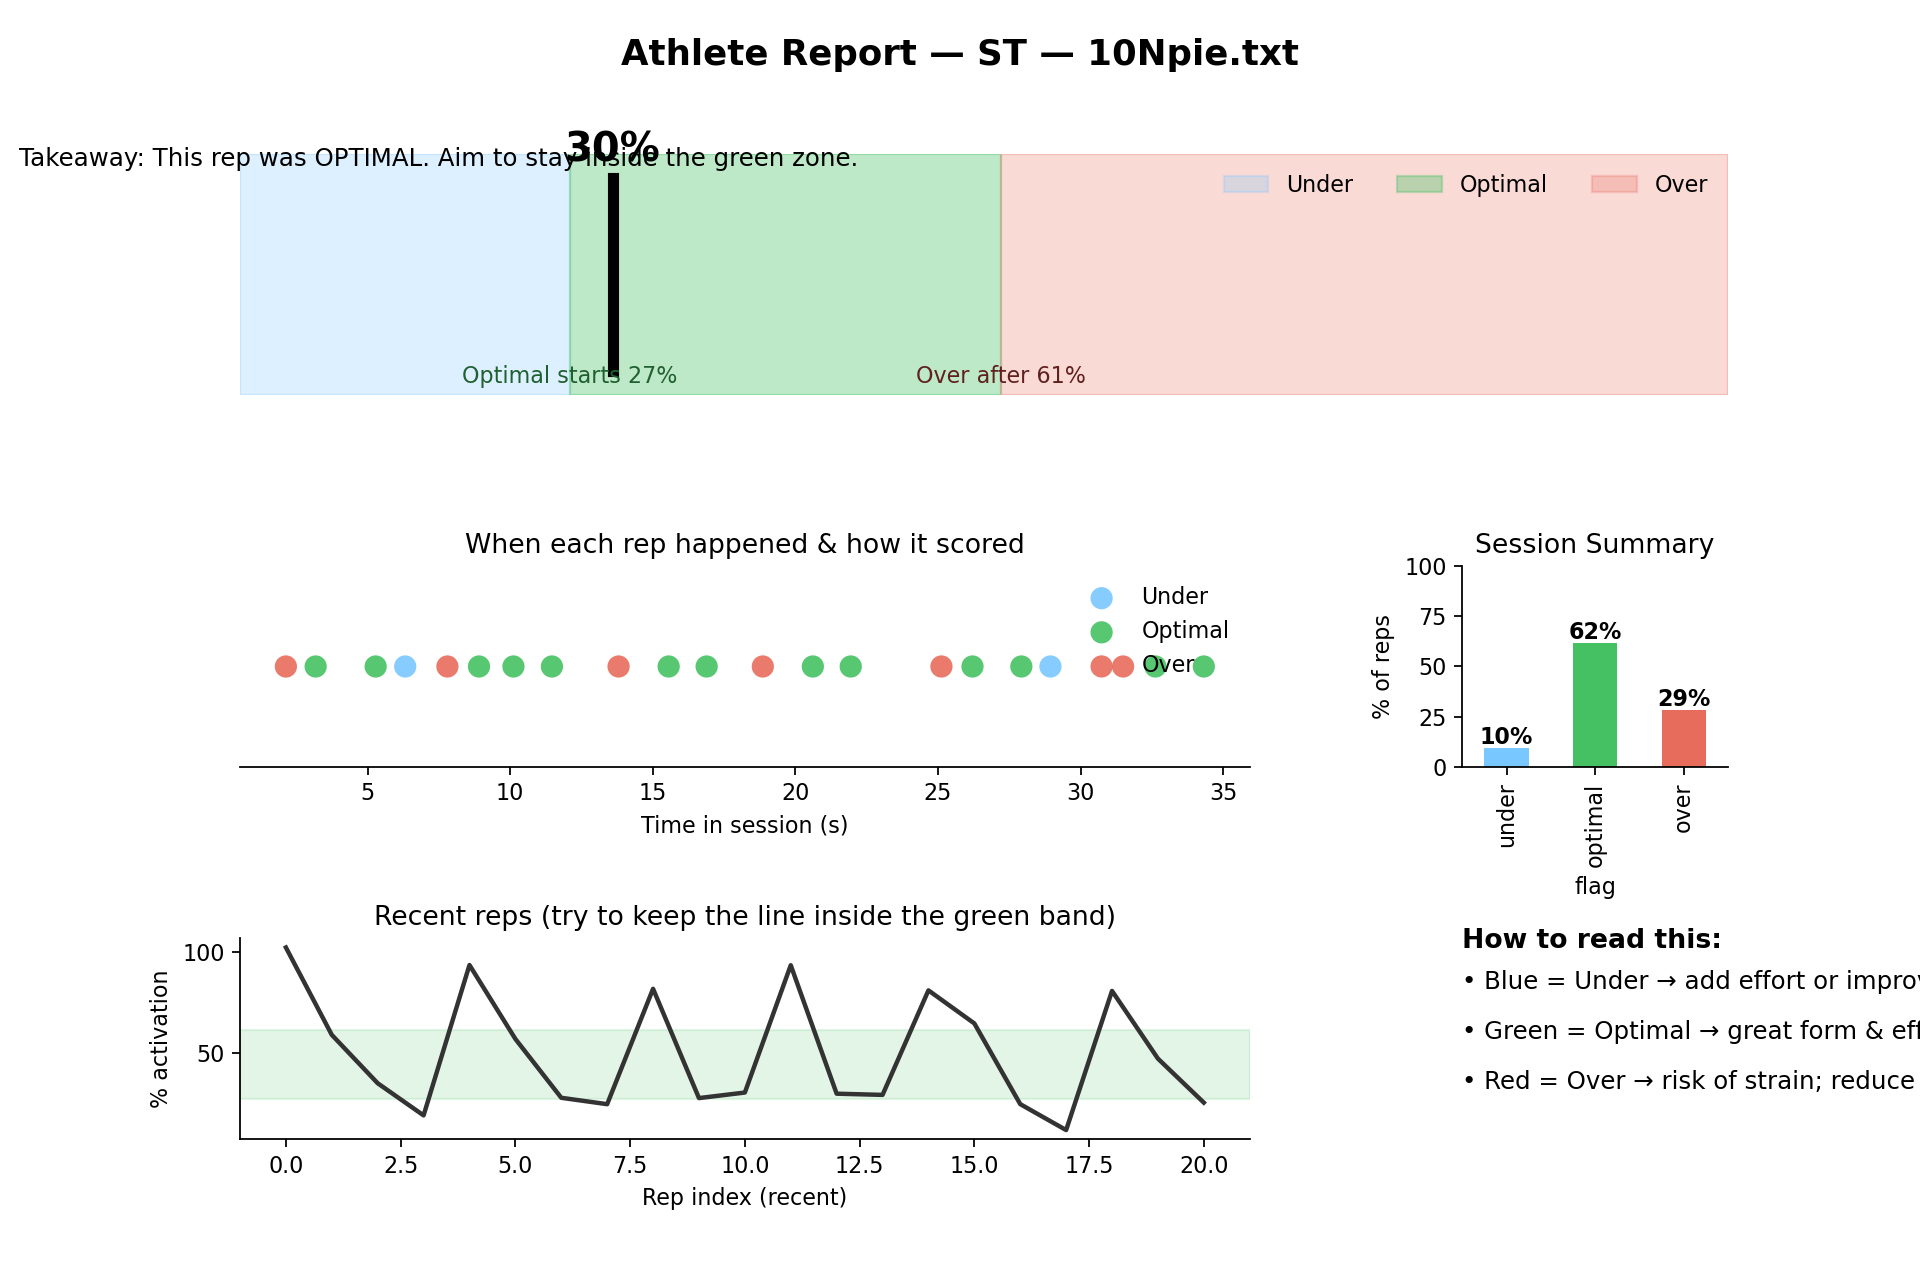 Athlete Report — ST — 10Npie.txt
30%
Takeaway: This rep was OPTIMAL. Aim to stay inside the green zone.
Under
Optimal
Over
Optimal starts 27%
Over after 61%
When each rep happened & how it scored
Under
Optimal
Over
5 10 15 20 25 30 35
Time in session (s)
Session Summary
100
75
50
25
0
% of reps
10%
62%
29%
under
optimal
over
flag
Recent reps (try to keep the line inside the green band)
100
50
% activation
0.0 2.5 5.0 7.5 10.0 12.5 15.0 17.5 20.0
Rep index (recent)
How to read this:
• Blue = Under → add effort or improv
• Green = Optimal → great form & eff
• Red = Over → risk of strain; reduce